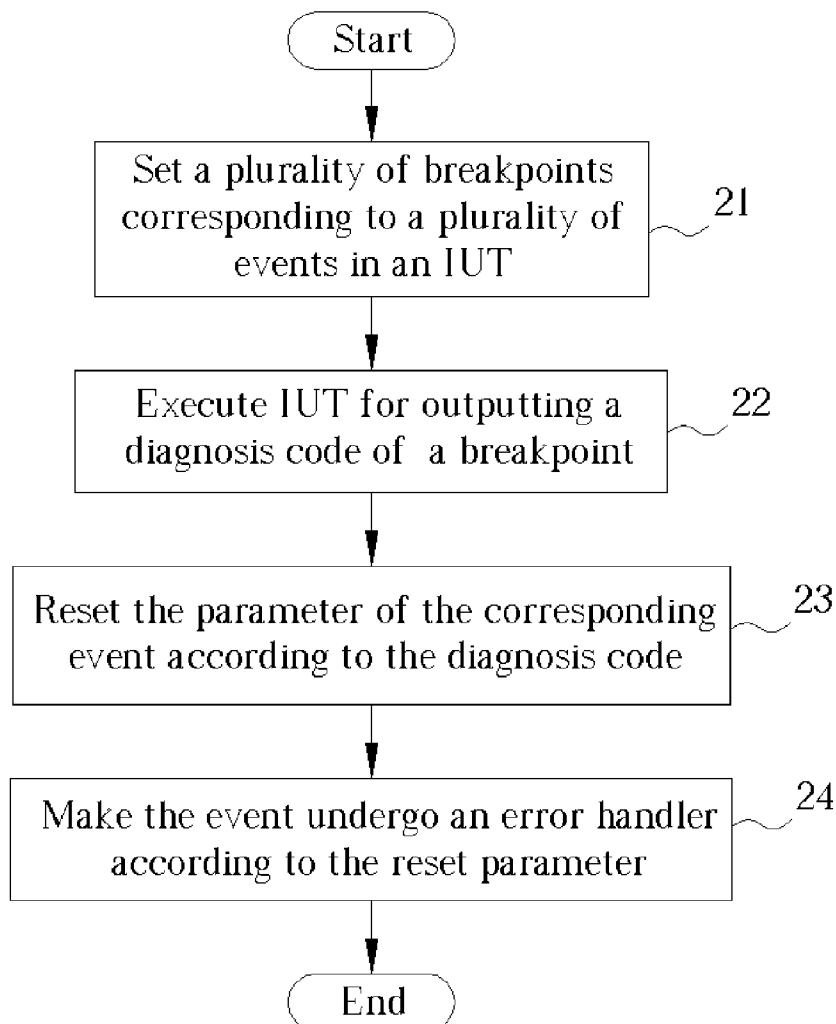 Start
Set a plurality of breakpoints
corresponding to a plurality of
events in an IUT
21
Execute IUT for outputting a
diagnosis code of a breakpoint
22
Reset the parameter of the corresponding
event according to the diagnosis code
23
Make the event undergo an error handler
according to the reset parameter
24
End